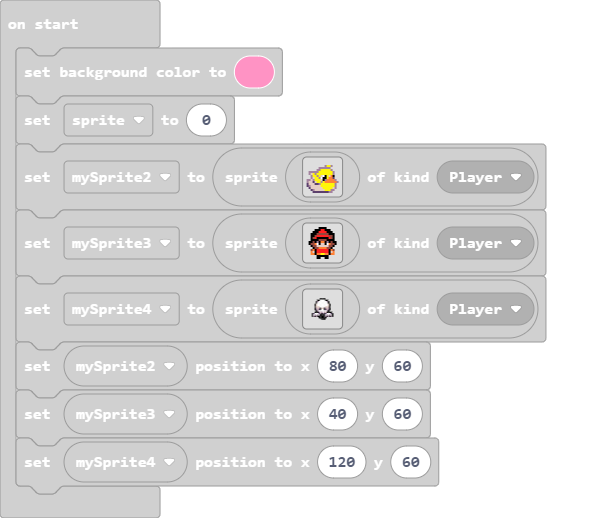 on start
set background color to
set sprite to 0
set mySprite2 to sprite of kind Player
set mySprite3 to sprite of kind Player
set mySprite4 to sprite of kind Player
set mySprite2 position to x 80 y 60
set mySprite3 position to x 40 y 60
set mySprite4 position to x 120 y 60